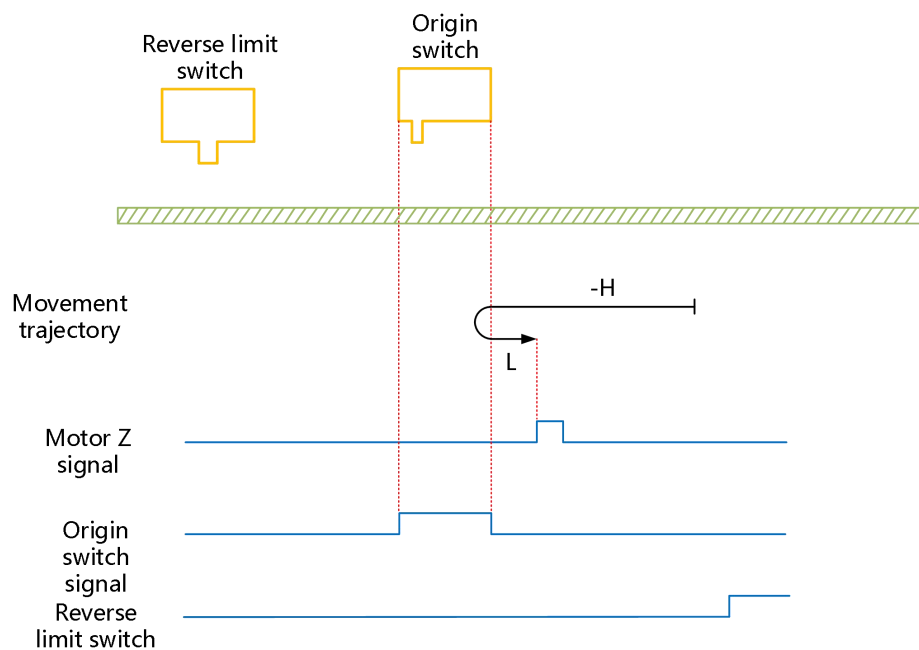 Reverse limit
switch
Origin
switch
-H
Movement
trajectory
L
Motor Z
signal
Origin
switch
signal
Reverse
limit switch